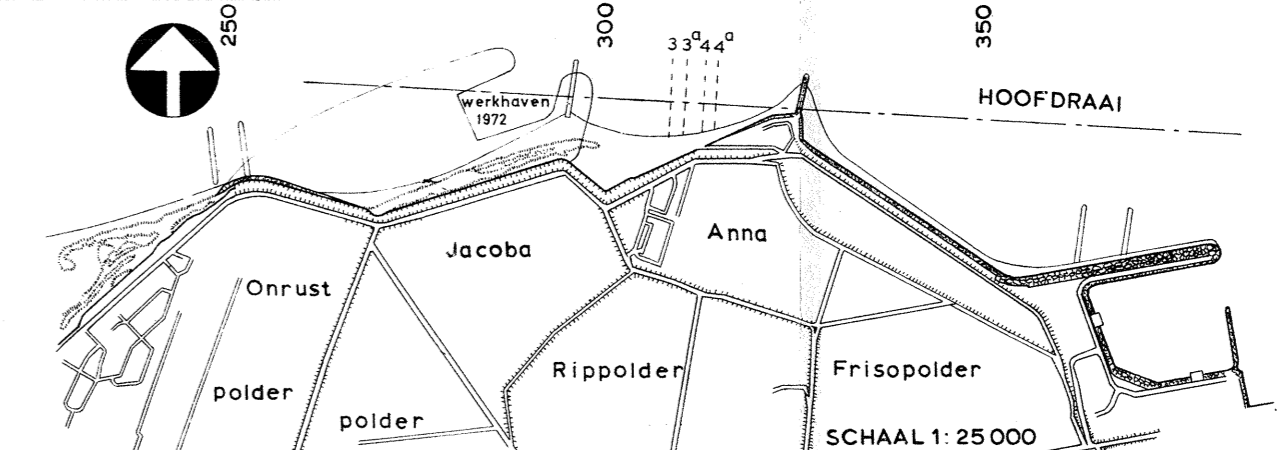 250
300
350
3 3a 4 4a
werkhaven
1972
HOOFDRAAI
Jacoba
Anna
Onrust
Rippolder
Frisopolder
polder
polder
SCHAAL 1: 25 000